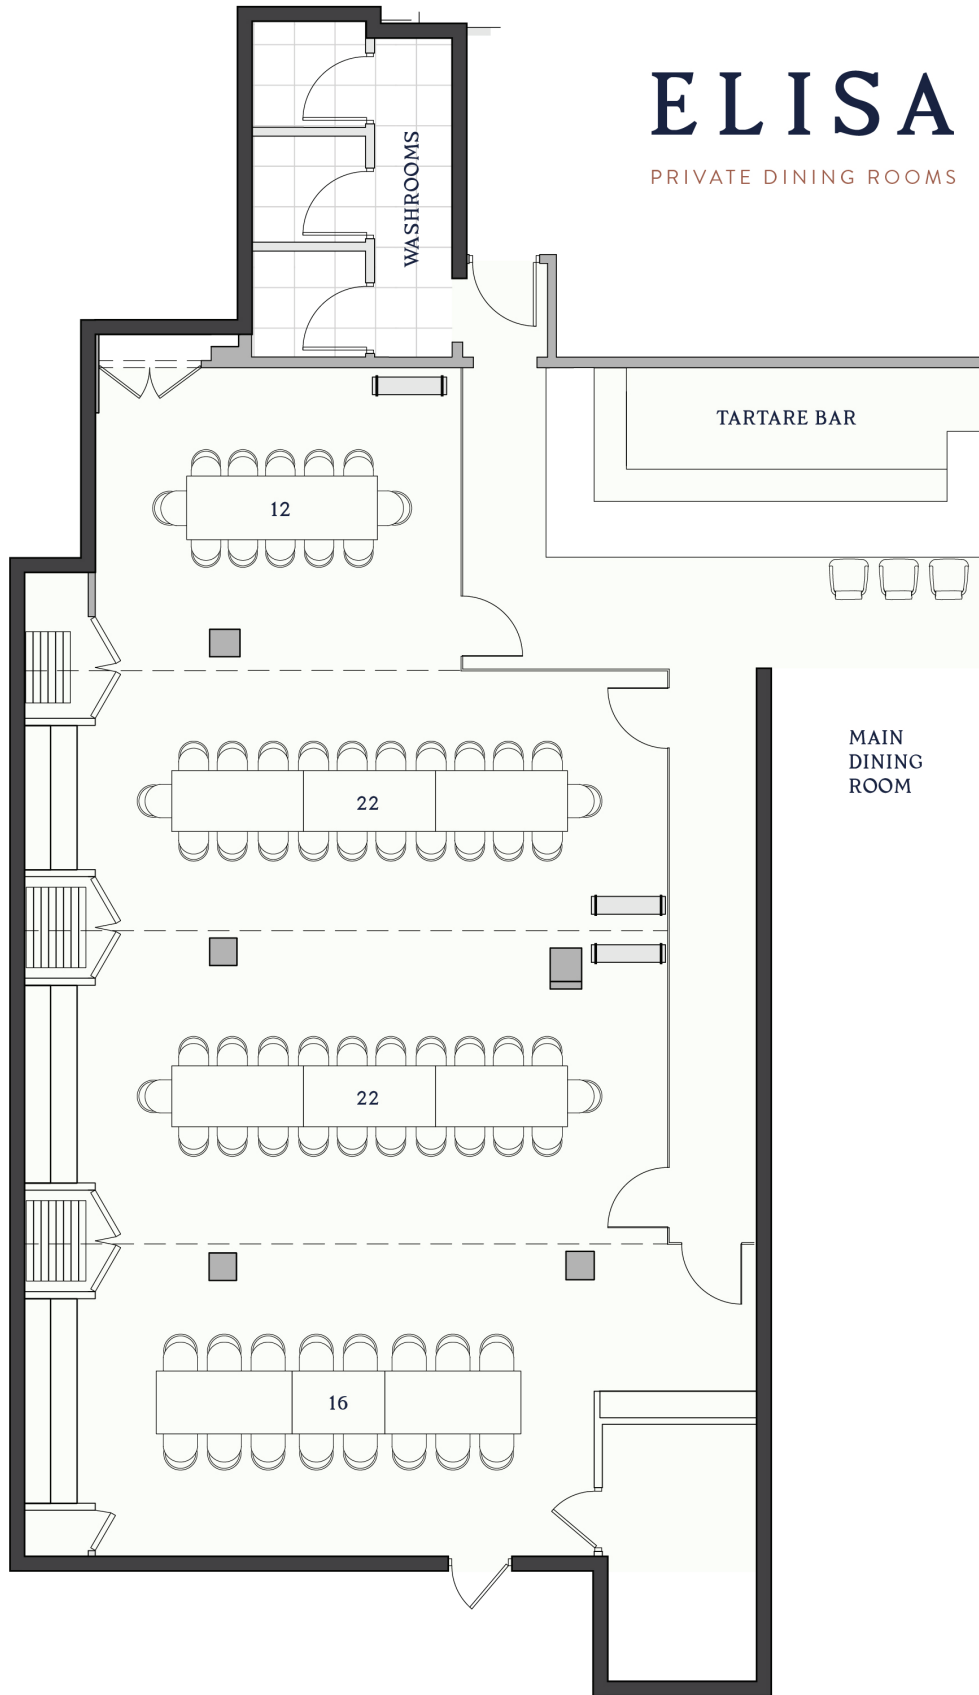 ELISA
PRIVATE DINING ROOMS
WASHROOMS
TARTARE BAR
12
MAIN
DINING
ROOM
22
22
16